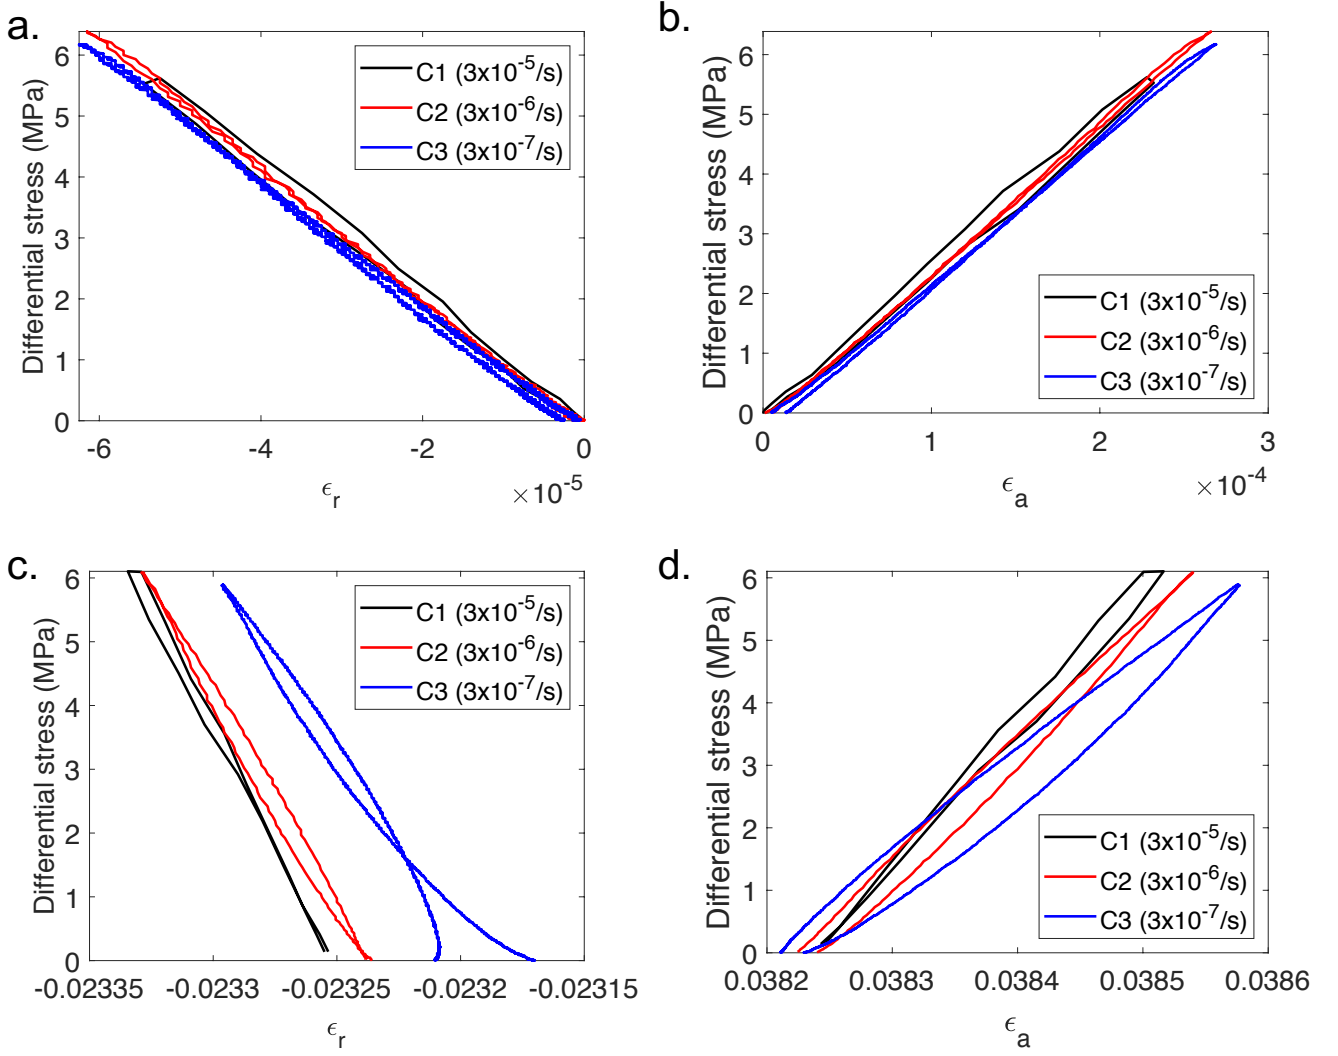 a.
Differential stress (MPa)
6
5
4
3
2
1
0
-6
-4
-2
0
ϵr
×10-5
C1 (3x10-5/s)
C2 (3x10-6/s)
C3 (3x10-7/s)
b.
Differential stress (MPa)
6
5
4
3
2
1
0
0
1
2
3
ϵa
×10-4
C1 (3x10-5/s)
C2 (3x10-6/s)
C3 (3x10-7/s)
c.
Differential stress (MPa)
6
5
4
3
2
1
0
-0.02335
-0.0233
-0.02325
-0.0232
-0.02315
ϵr
C1 (3x10-5/s)
C2 (3x10-6/s)
C3 (3x10-7/s)
d.
Differential stress (MPa)
6
5
4
3
2
1
0
0.0382
0.0383
0.0384
0.0385
0.0386
ϵa
C1 (3x10-5/s)
C2 (3x10-6/s)
C3 (3x10-7/s)